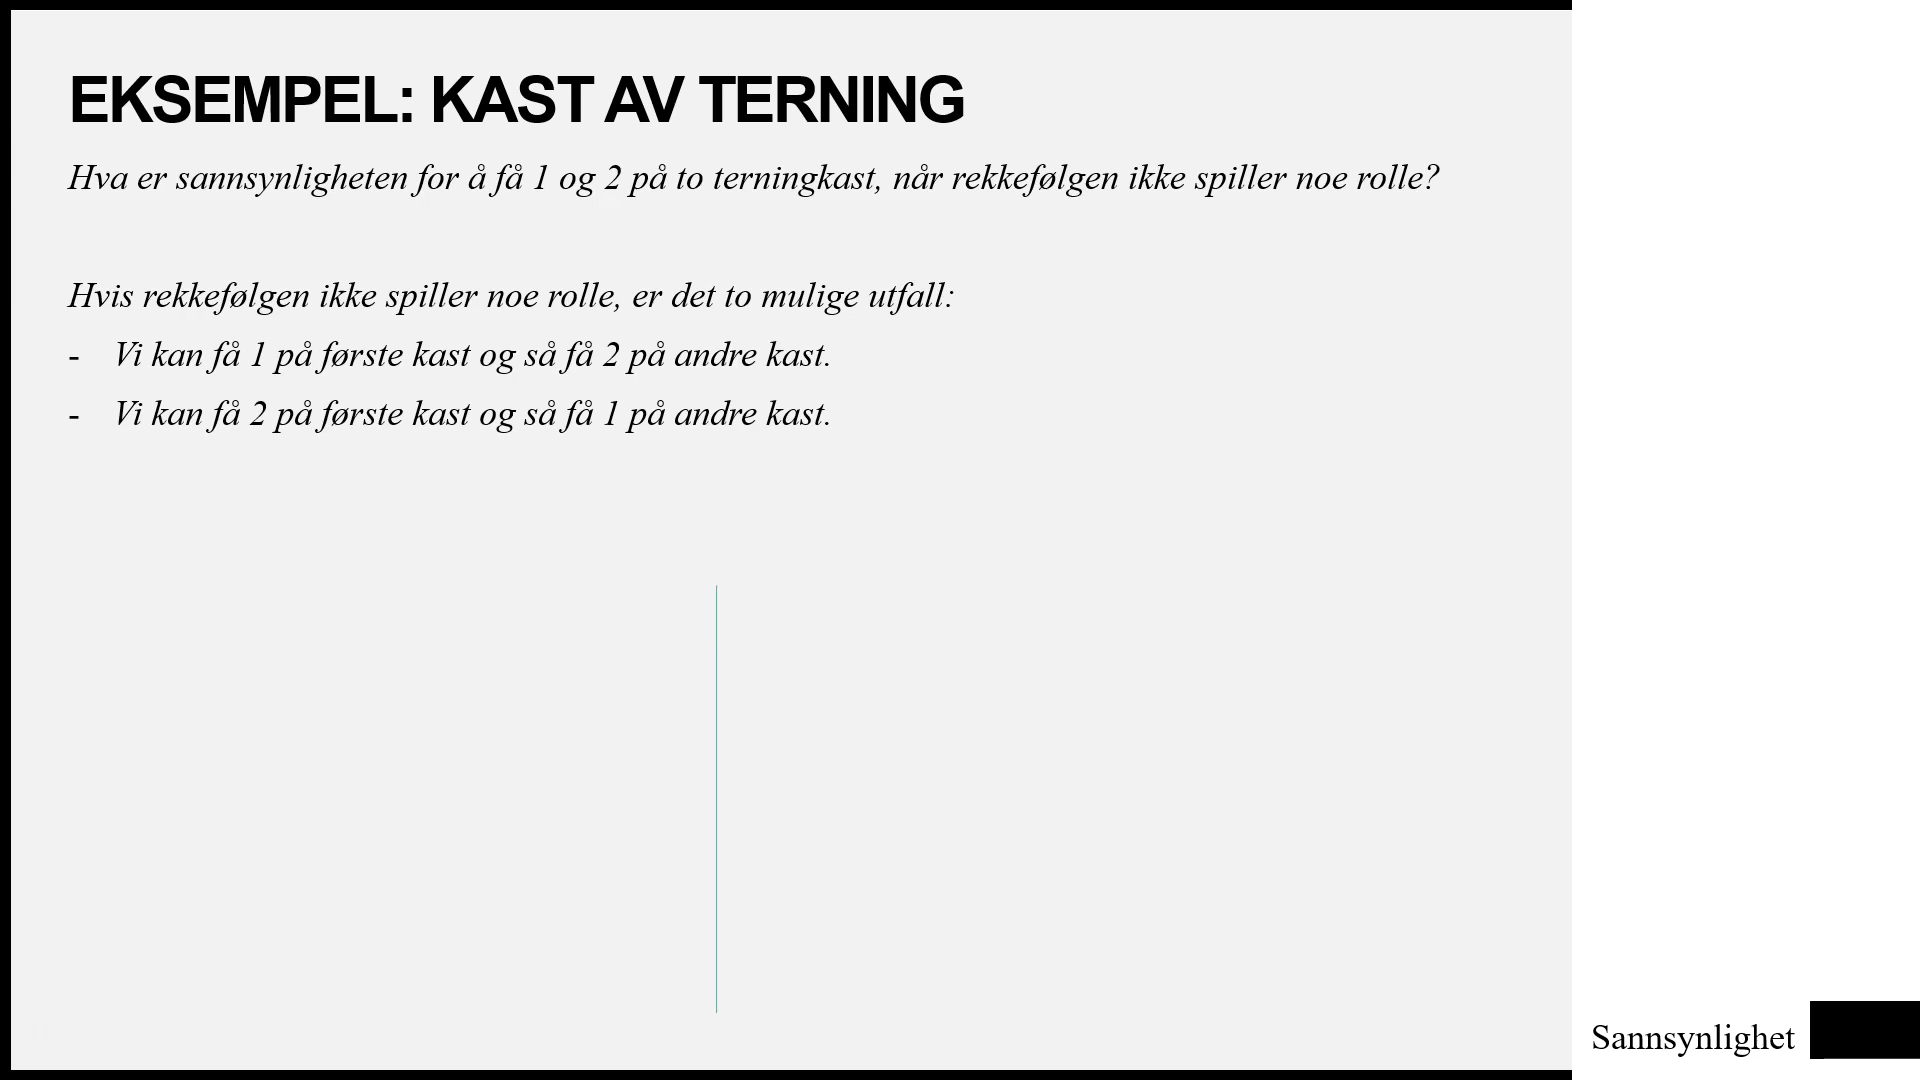 EKSEMPEL: KAST AV TERNING
Hva er sannsynligheten for å få 1 og 2 på to terningkast, når rekkefølgen ikke spiller noe rolle?
Hvis rekkefølgen ikke spiller noe rolle, er det to mulige utfall:
- Vi kan få 1 på første kast og så få 2 på andre kast.
- Vi kan få 2 på første kast og så få 1 på andre kast.
Sannsynlighet